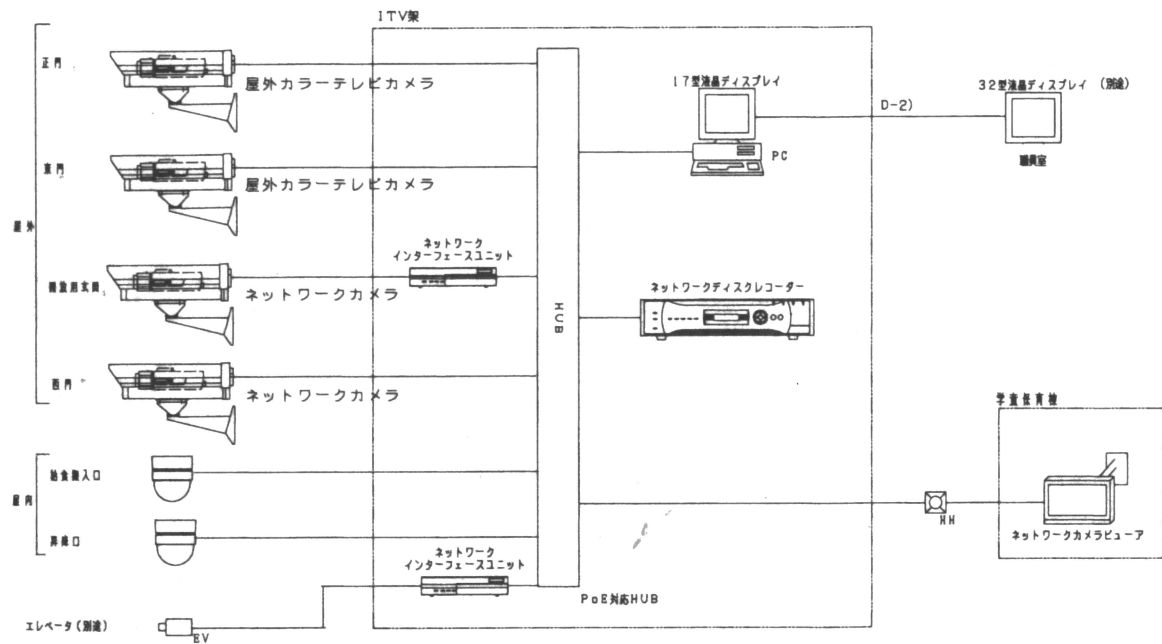 ITV架
正門
屋外カラーテレビカメラ
17型液晶ディスプレイ
D-2)
32型液晶ディスプレイ (別途)
PC
職員室
東門
屋外カラーテレビカメラ
屋外
ネットワーク
インターフェースユニット
開放用玄関
ネットワークカメラ
HUB
ネットワークディスクレコーダー
西門
ネットワークカメラ
学童保育棟
屋内
給食棚入口
HH
昇降口
ネットワークカメラビューア
ネットワーク
インターフェースユニット
PoE対応HUB
エレベータ(別途)
EV